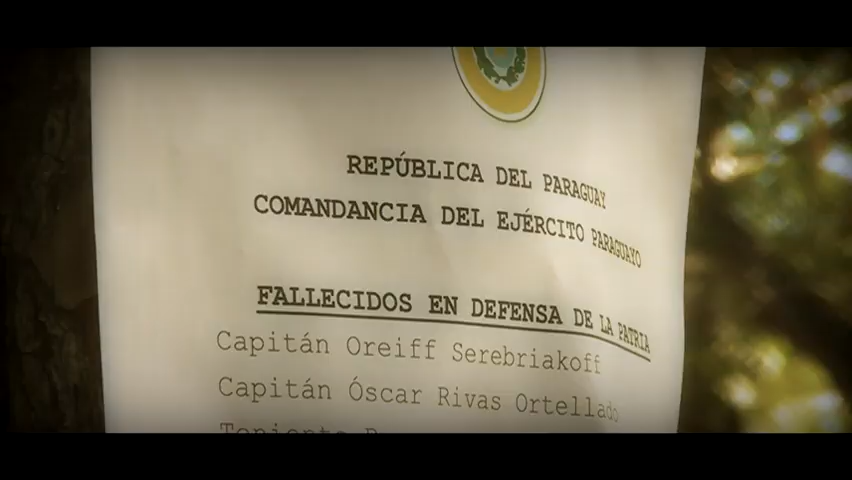 REPÚBLICA DEL PARAGUAY
COMANDANCIA DEL EJÉRCITO PARAGUAYO
FALLECIDOS EN DEFENSA DE LA PATRIA
Capitán Oreiff Serebriakoff
Capitán Óscar Rivas Ortellado
Teniente